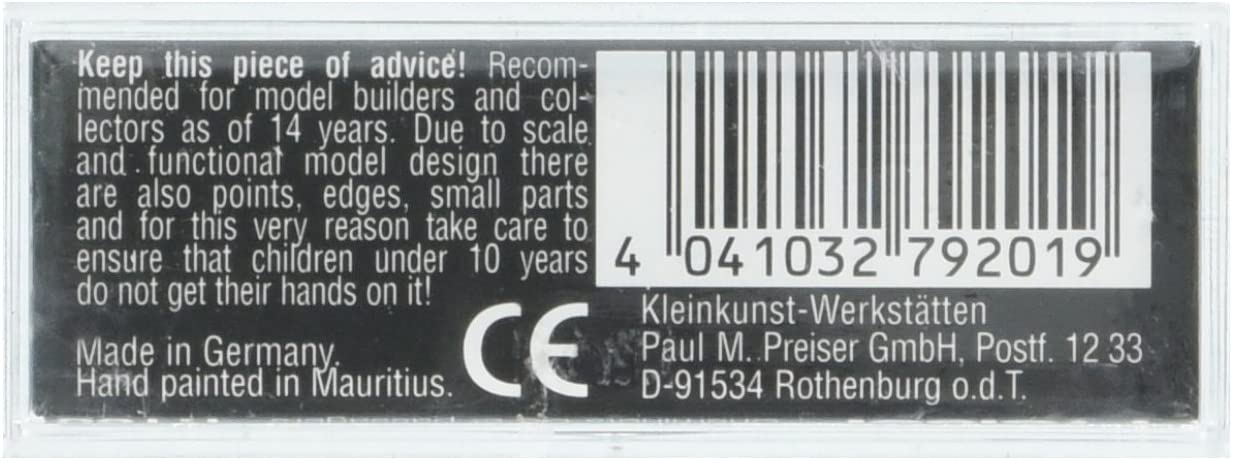 Keep this piece of advice! Recom-
mended for model builders and col-
lectors as of 14 years. Due to scale
and functional model design there
are also points, edges, small parts
and for this very reason take care to
ensure that children under 10 years
do not get their hands on it!
Made in Germany.
Hand painted in Mauritius.
CE
4 041032 792019
Kleinkunst-Werkstätten
Paul M. Preiser GmbH, Postf. 12 33
D-91534 Rothenburg o.d.T.